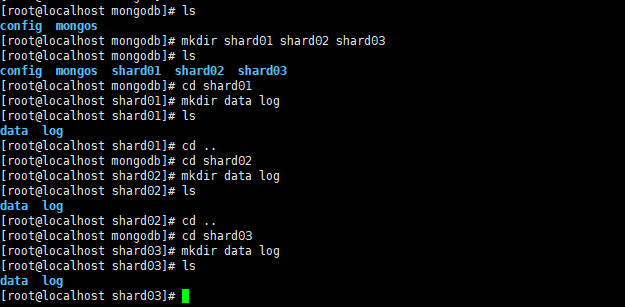 [root@localhost mongodb]# ls
config  mongos
[root@localhost mongodb]# mkdir shard01 shard02 shard03
[root@localhost mongodb]# ls
config  mongos  shard01  shard02  shard03
[root@localhost mongodb]# cd shard01
[root@localhost shard01]# mkdir data log
[root@localhost shard01]# ls
data  log
[root@localhost shard01]# cd ..
[root@localhost mongodb]# cd shard02
[root@localhost shard02]# mkdir data log
[root@localhost shard02]# ls
data  log
[root@localhost shard02]# cd ..
[root@localhost mongodb]# cd shard03
[root@localhost shard03]# mkdir data log
[root@localhost shard03]# ls
data  log
[root@localhost shard03]#